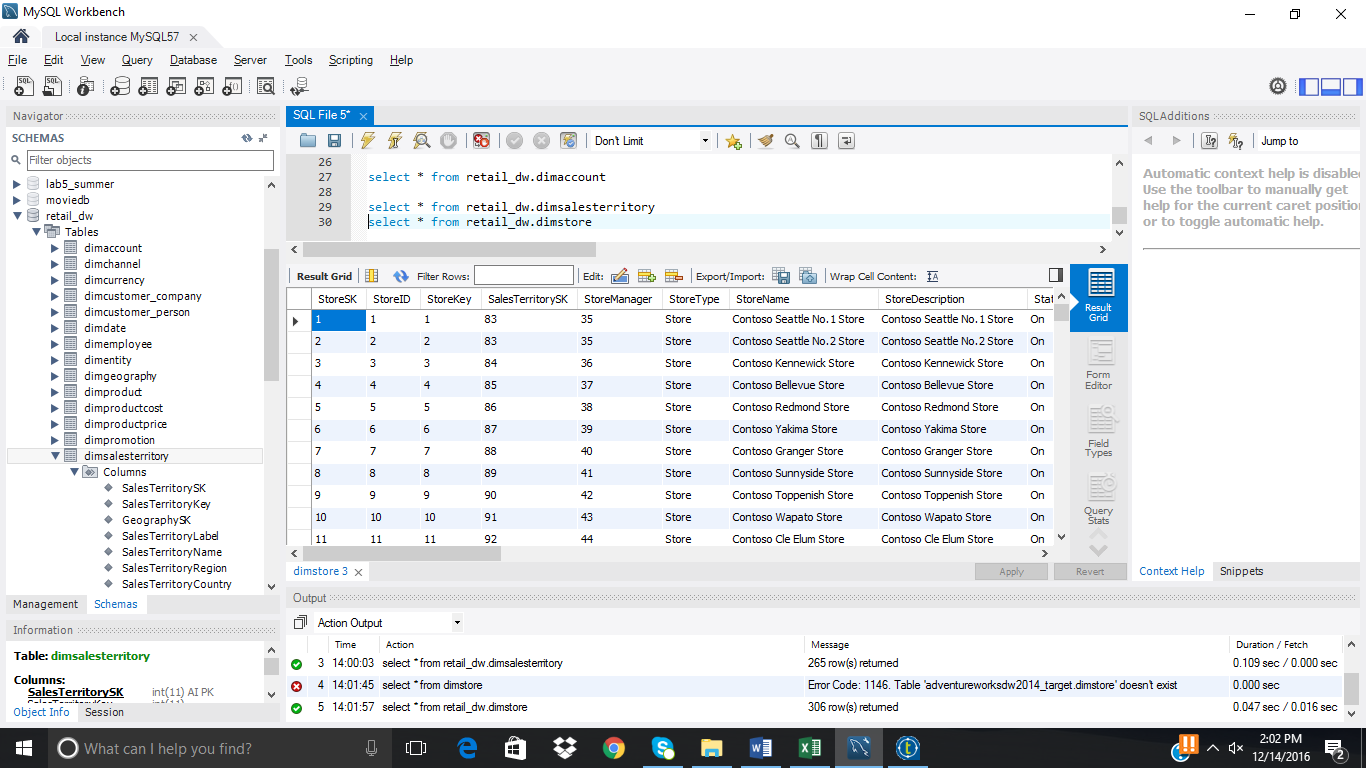 MySQL Workbench
Local instance MySQL57
File Edit View Query Database Server Tools Scripting Help
Navigator
SCHEMAS
Filter objects
lab5_summer
moviedb
retail_dw
Tables
dimaccount
dimchannel
dimcurrency
dimcustomer_company
dimcustomer_person
dimdate
dimemployee
dimentity
dimgeography
dimproduct
dimproductcost
dimproductprice
dimpromotion
dimsalesterritory
Columns
SalesTerritorySK
SalesTerritoryKey
GeographySK
SalesTerritoryLabel
SalesTerritoryName
SalesTerritoryRegion
SalesTerritoryCountry
Management Schemas
Information
Table: dimsalesterritory
Columns:
SalesTerritorySK int(11) AI PK
SalesTerritoryKey int(11)
Object Info Session
SQL File 5*
Don't Limit
26
27 select * from retail_dw.dimaccount
28
29 select * from retail_dw.dimsalesterritory
30 select * from retail_dw.dimstore
Result Grid Filter Rows: Edit: Export/Import: Wrap Cell Content:
StoreSK StoreID StoreKey SalesTerritorySK StoreManager StoreType StoreName StoreDescription Stat
1 1 1 83 35 Store Contoso Seattle No.1 Store Contoso Seattle No.1 Store On
2 2 2 83 35 Store Contoso Seattle No.2 Store Contoso Seattle No.2 Store On
3 3 3 84 36 Store Contoso Kennewick Store Contoso Kennewick Store On
4 4 4 85 37 Store Contoso Bellevue Store Contoso Bellevue Store On
5 5 5 86 38 Store Contoso Redmond Store Contoso Redmond Store On
6 6 6 87 39 Store Contoso Yakima Store Contoso Yakima Store On
7 7 7 88 40 Store Contoso Granger Store Contoso Granger Store On
8 8 8 89 41 Store Contoso Sunnyside Store Contoso Sunnyside Store On
9 9 9 90 42 Store Contoso Toppenish Store Contoso Toppenish Store On
10 10 10 91 43 Store Contoso Wapato Store Contoso Wapato Store On
11 11 11 92 44 Store Contoso Cle Elum Store Contoso Cle Elum Store On
Result
Grid
Form
Editor
Field
Types
Query
Stats
dimstore 3
Apply Revert
SQLAdditions
Jump to
Automatic context help is disabled
Use the toolbar to manually get
help for the current caret position
or to toggle automatic help.
Context Help Snippets
Output
Action Output
Time Action Message Duration / Fetch
3 14:00:03 select * from retail_dw.dimsalesterritory 265 row(s) returned 0.109 sec / 0.000 sec
4 14:01:45 select * from dimstore Error Code: 1146. Table 'adventureworksdw2014_target.dimstore' doesn't exist 0.000 sec
5 14:01:57 select * from retail_dw.dimstore 306 row(s) returned 0.047 sec / 0.016 sec
What can I help you find?
2:02 PM
12/14/2016
2